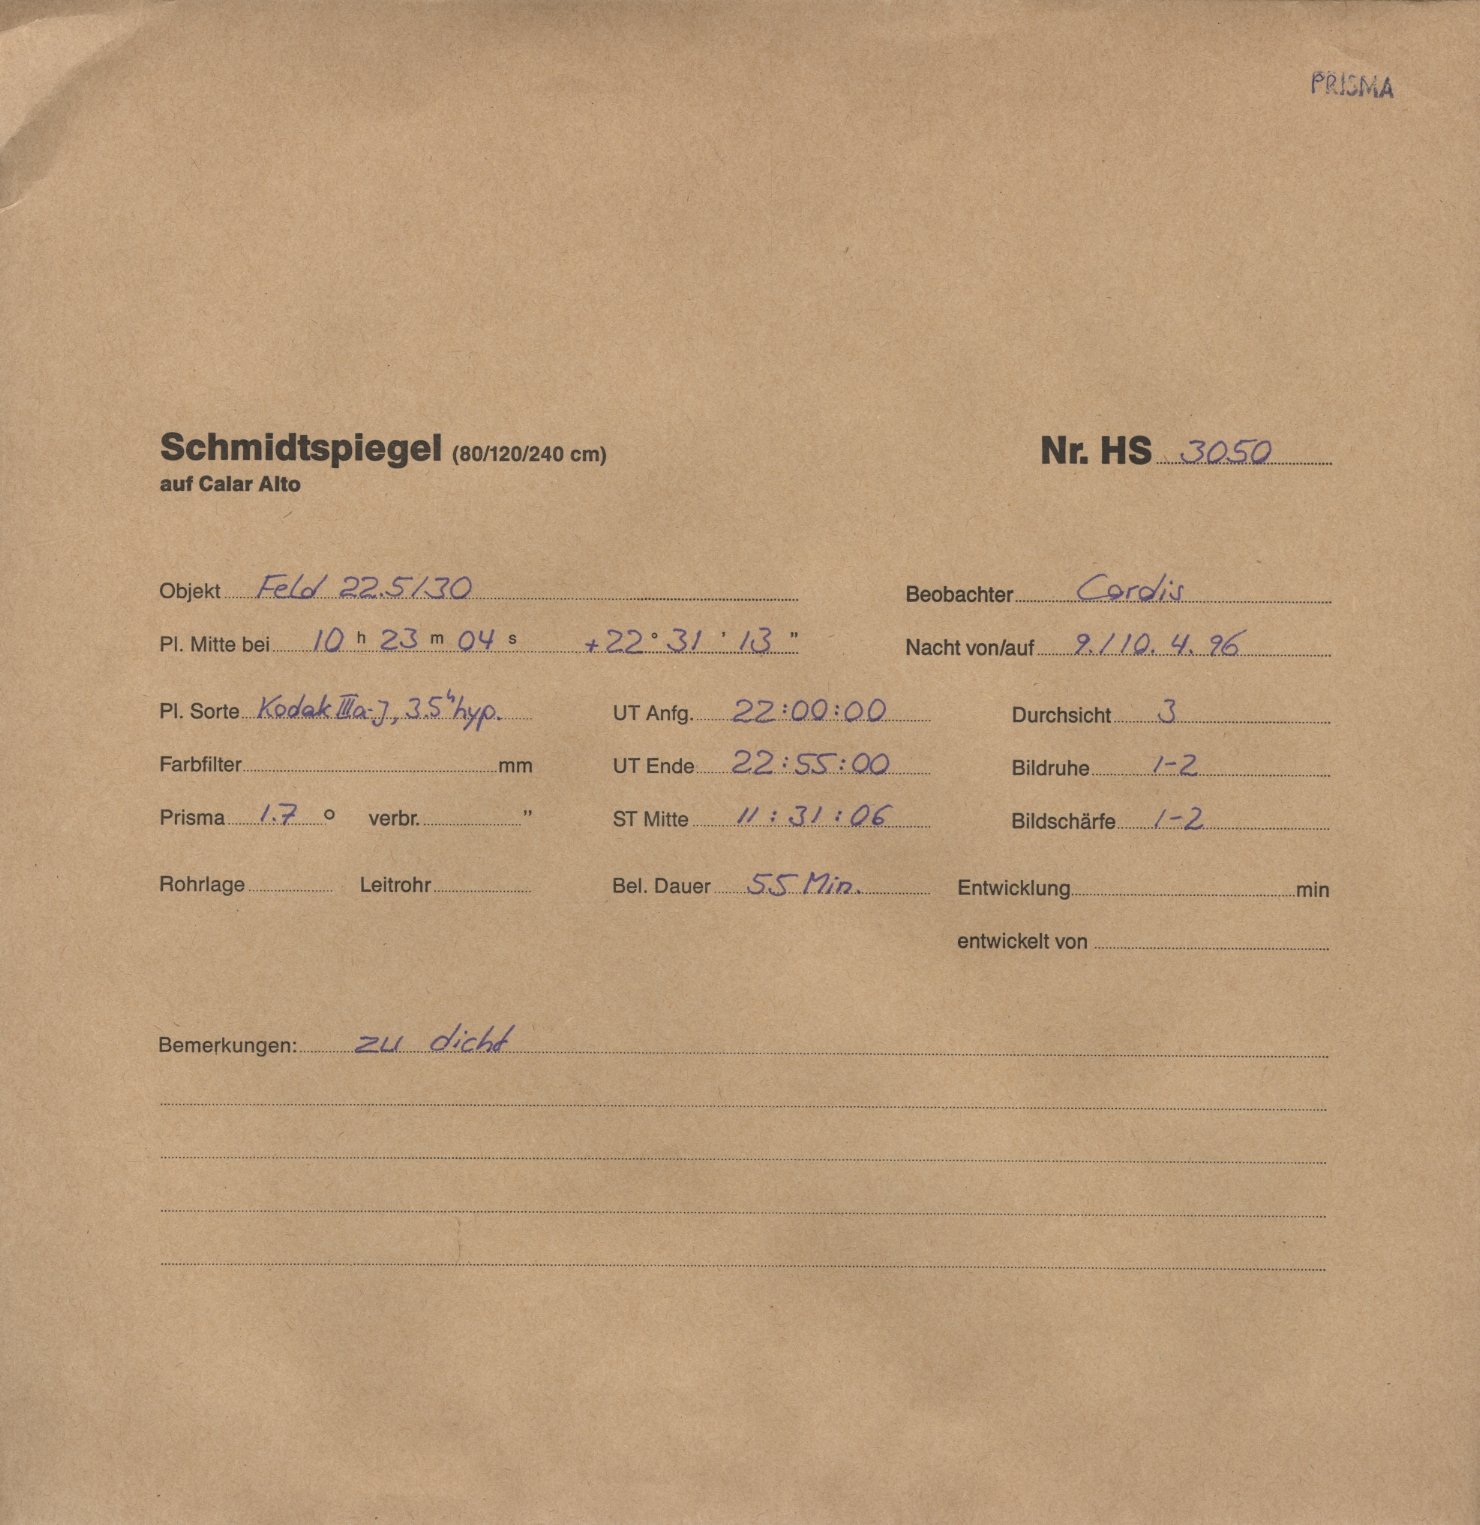 PRISMA
Schmidtspiegel (80/120/240 cm)
auf Calar Alto
Nr. HS 3050
Objekt Feld 22.5/30
Beobachter Cordis
Pl. Mitte bei 10 h 23 m 04 s +22° 31 ' 13 "
Nacht von/auf 9./10. 4. 96
Pl. Sorte Kodak IIIa-J, 3.5h hyp.
UT Anfg. 22:00:00
Durchsicht 3
Farbfilter mm
UT Ende 22:55:00
Bildruhe 1-2
Prisma 1.7 ° verbr. "
ST Mitte 11:31:06
Bildschärfe 1-2
Rohrlage Leitrohr
Bel. Dauer 55 Min.
Entwicklung min
entwickelt von
Bemerkungen: zu dicht